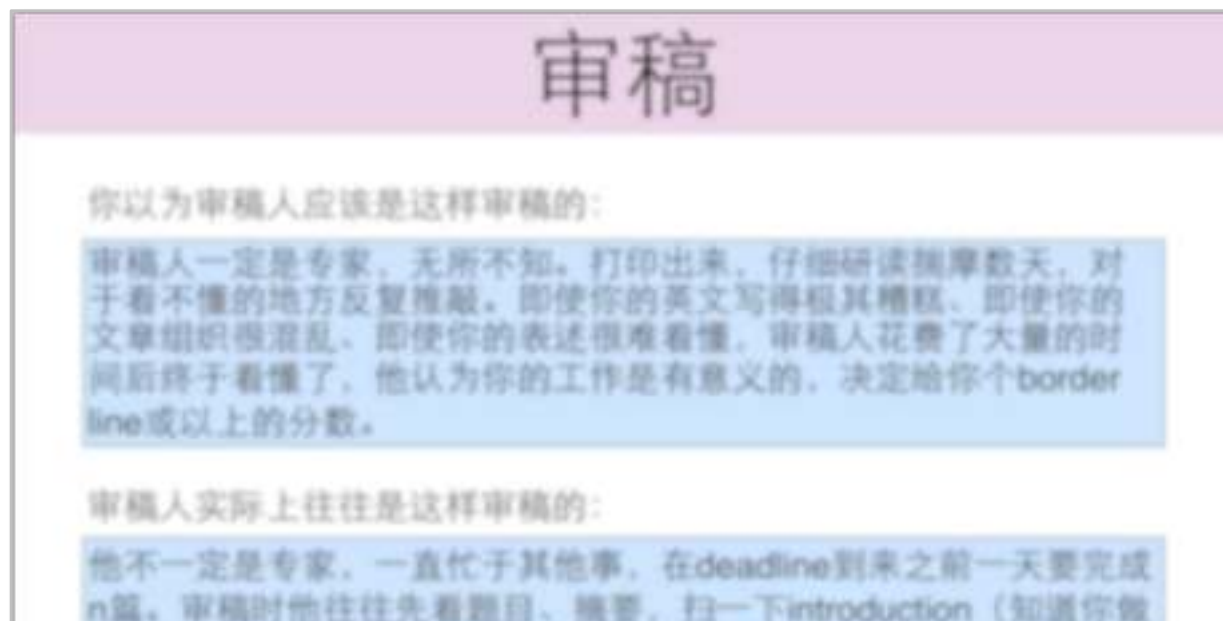 审稿
你以为审稿人应该是这样审稿的：
审稿人一定是专家，无所不知。打印出来，仔细研读揣摩数天，对
于看不懂的地方反复推敲。即使你的英文写得极其糟糕、即使你的
文章组织很混乱、即使你的表述很难看懂，审稿人花费了大量的时
间后终于看懂了，他认为你的工作是有意义的，决定给你个border
line或以上的分数。
审稿人实际上往往是这样审稿的：
他不一定是专家，一直忙于其他事，在deadline到来之前一天要完成
n篇。审稿时他往往先看题目、摘要，扫一下introduction（知道你做